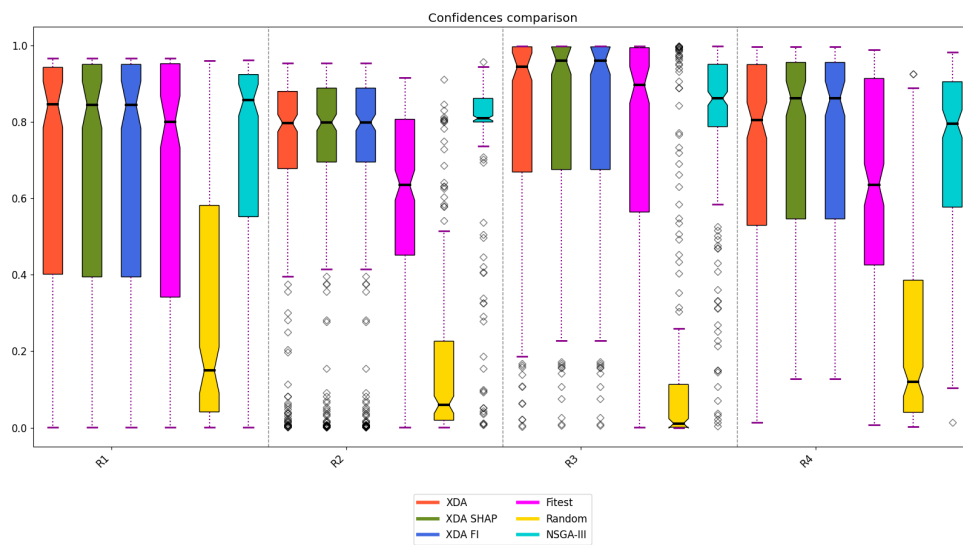 Confidences comparison
1.0
0.8
0.6
0.4
0.2
0.0
R1
R2
R3
R4
XDA
XDA SHAP
XDA FI
Fitest
Random
NSGA-III